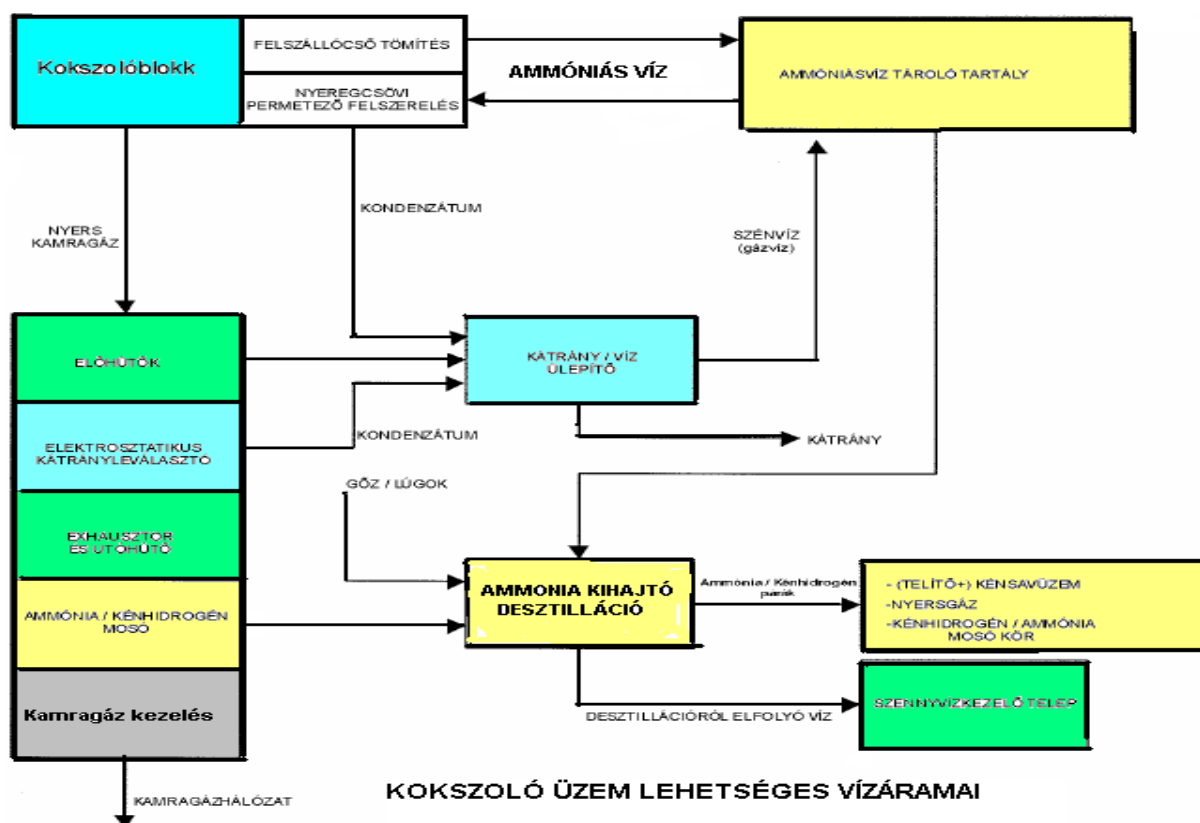 Kokszolóblokk
FELSZÁLLÓCSŐ TÖMÍTÉS
NYEREGCSÖVI
PERMETEZŐ FELSZERELÉS
AMMÓNIÁS VÍZ
AMMÓNIÁSVÍZ TÁROLÓ TARTÁLY
NYERS
KAMRAGÁZ
KONDENZÁTUM
SZÉNVÍZ
(gázvíz)
ELŐHŰTŐK
KÁTRÁNY / VÍZ
ÜLEPÍTŐ
ELEKTROSZTATIKUS
KÁTRÁNYLEVÁLASZTÓ
KONDENZÁTUM
KÁTRÁNY
GŐZ / LÚGOK
EXHAUSZTOR
ÉS UTÓHŰTŐ
AMMÓNIA / KÉNHIDROGÉN
MOSÓ
AMMONIA KIHAJTÓ
DESZTILLÁCIÓ
Ammónia / Kénhidrogén
párák
- (TELÍTŐ+) KÉNSAVÜZEM
-NYERSGÁZ
-KÉNHIDROGÉN / AMMÓNIA
MOSÓ KÖR
Kamragáz kezelés
DESZTILLÁCIÓRÓL ELFOLYÓ VÍZ
SZENNYVÍZKEZELŐ TELEP
KAMRAGÁZHÁLÓZAT
KOKSZOLÓ ÜZEM LEHETSÉGES VÍZÁRAMAI